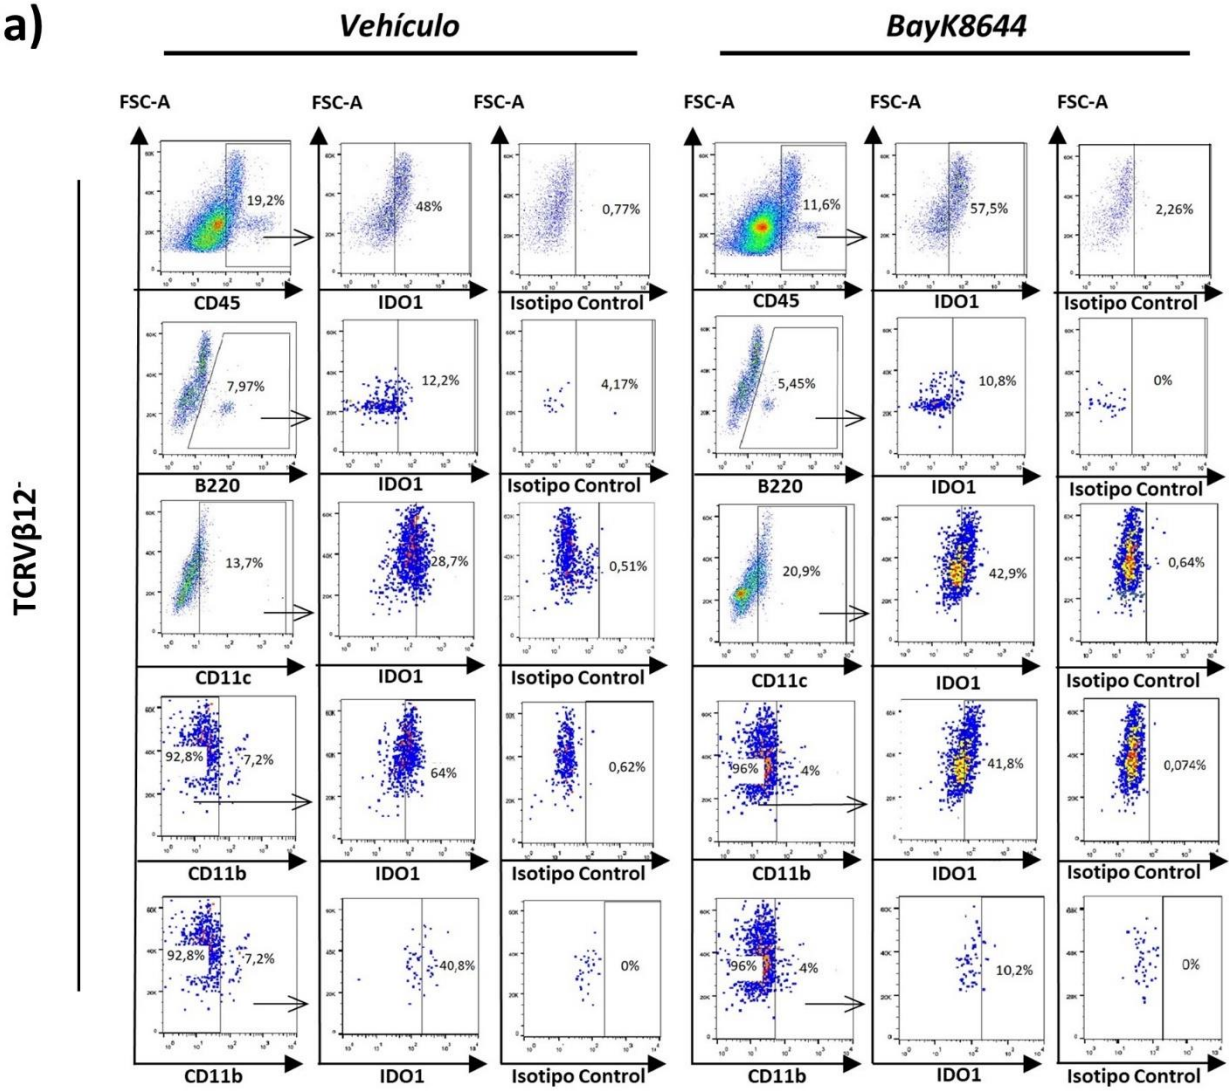 a)
Vehículo BayK8644
FSC-A FSC-A FSC-A FSC-A FSC-A FSC-A
19,2% 48% 0,77% 11,6% 57,5% 2,26%
CD45 IDO1 Isotipo Control CD45 IDO1 Isotipo Control
7,97% 12,2% 4,17% 5,45% 10,8% 0%
B220 IDO1 Isotipo Control B220 IDO1 Isotipo Control
13,7% 28,7% 0,51% 20,9% 42,9% 0,64%
CD11c IDO1 Isotipo Control CD11c IDO1 Isotipo Control
92,8% 7,2% 64% 0,62% 96% 4% 41,8% 0,074%
CD11b IDO1 Isotipo Control CD11b IDO1 Isotipo Control
92,8% 7,2% 40,8% 0% 96% 4% 10,2% 0%
CD11b IDO1 Isotipo Control CD11b IDO1 Isotipo Control
TCRVβ12⁻